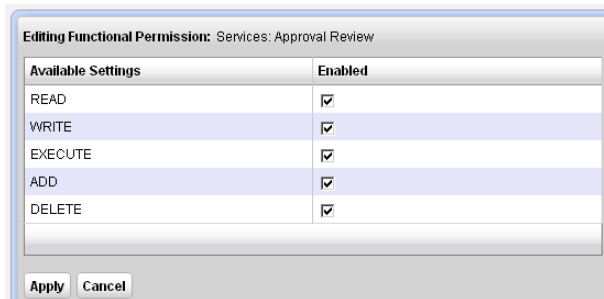 Editing Functional Permission: Services: Approval Review
Available Settings Enabled
READ
WRITE
EXECUTE
ADD
DELETE
Apply Cancel